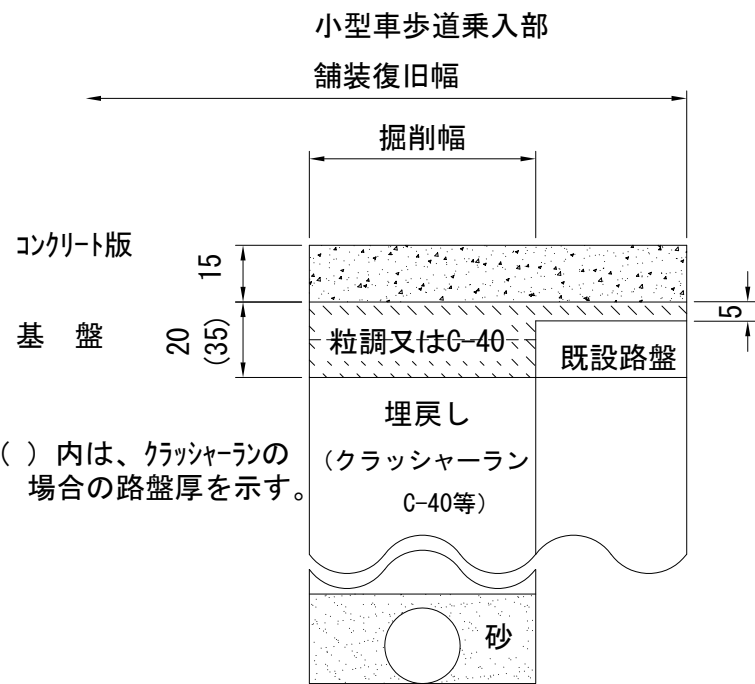 小型車歩道乗入部
舗装復旧幅
掘削幅
コンクリート版
15
5
基 盤
20
(35)
粒調又はC-40
既設路盤
埋戻し
( ) 内は、クラッシャーランの
場合の路盤厚を示す。
(クラッシャーラン
C-40等)
砂